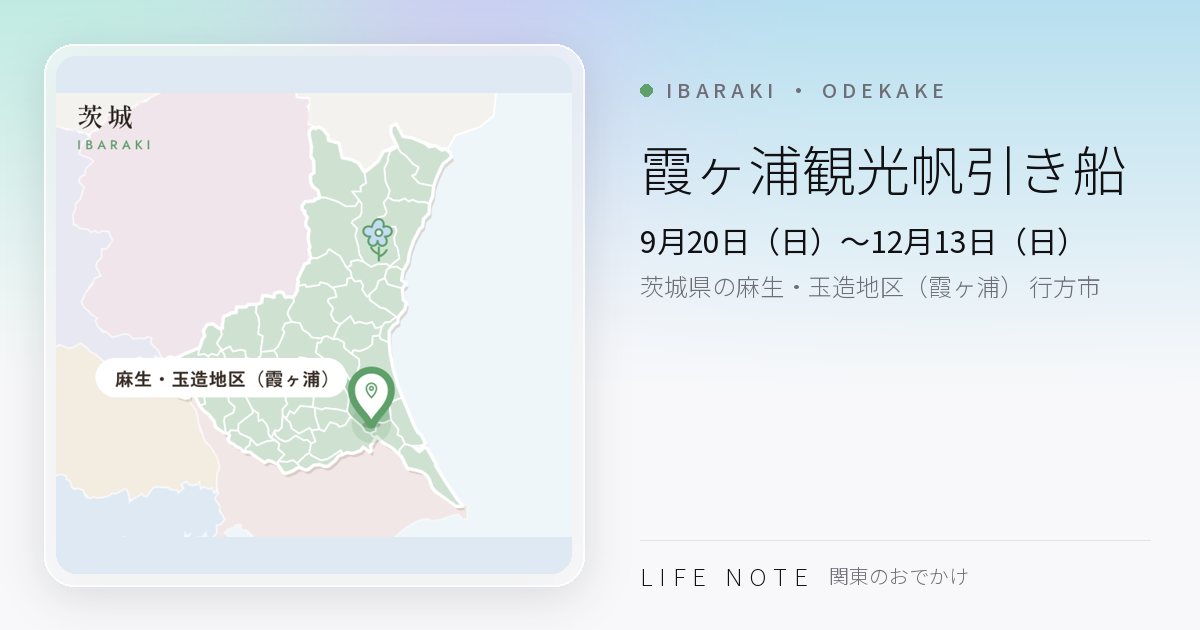 茨城
IBARAKI
麻生・玉造地区（霞ヶ浦）
IBARAKI • ODEKAKE
霞ヶ浦観光帆引き船
9月20日（日）〜12月13日（日）
茨城県の麻生・玉造地区（霞ヶ浦） 行方市
LIFE NOTE 関東のおでかけ